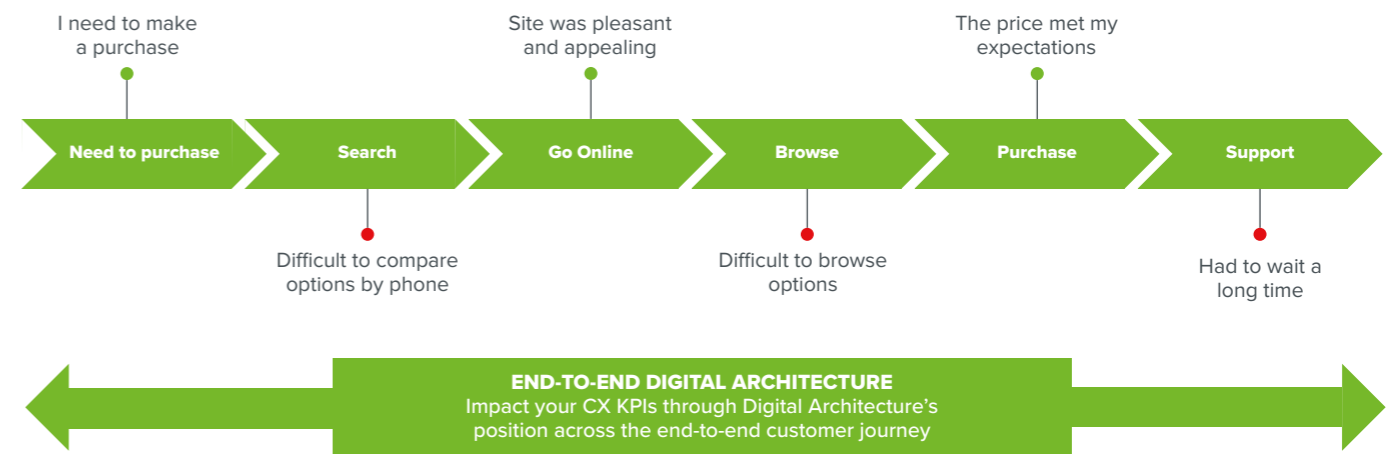 I need to make
a purchase
Site was pleasant
and appealing
The price met my
expectations
Need to purchase
Search
Go Online
Browse
Purchase
Support
Difficult to compare
options by phone
Difficult to browse
options
Had to wait a
long time
END-TO-END DIGITAL ARCHITECTURE
Impact your CX KPIs through Digital Architecture’s
position across the end-to-end customer journey